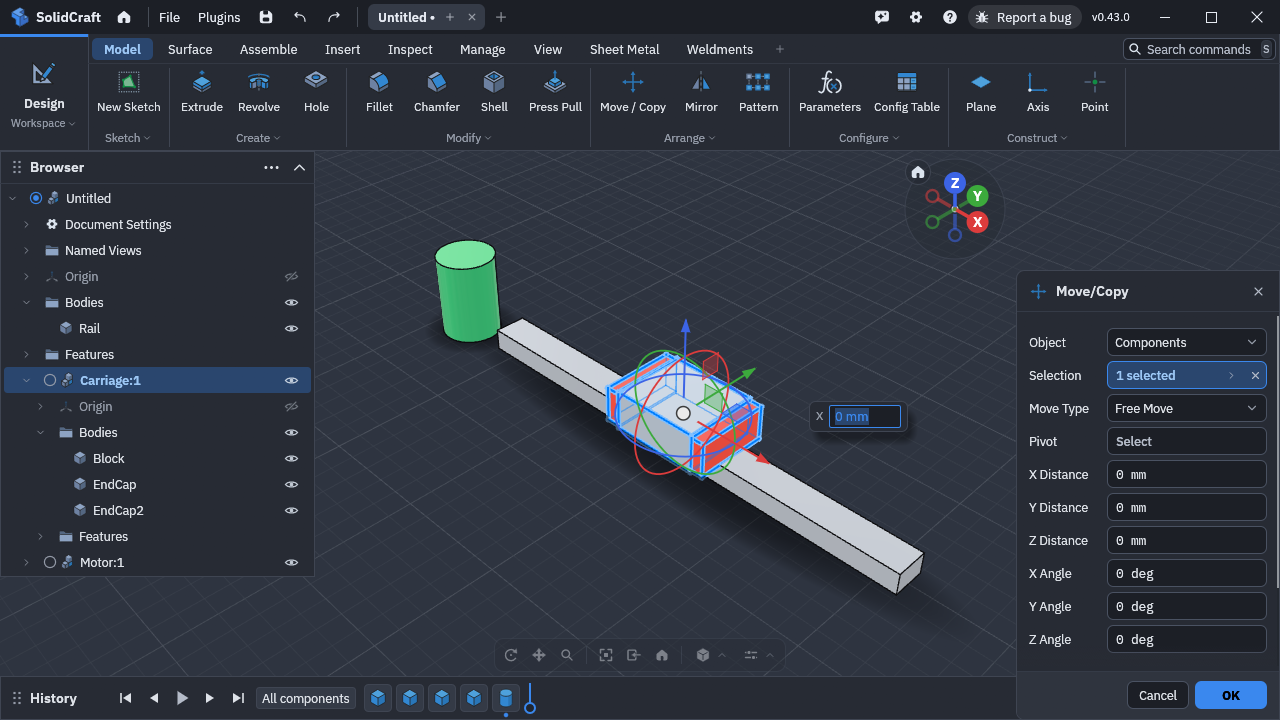 SolidCraft
File
Plugins
Untitled •
Report a bug
v0.43.0
Design
Workspace
Model
Surface
Assemble
Insert
Inspect
Manage
View
Sheet Metal
Weldments
Search commands
S
New Sketch
Extrude
Revolve
Hole
Fillet
Chamfer
Shell
Press Pull
Move / Copy
Mirror
Pattern
Parameters
Config Table
Plane
Axis
Point
Sketch
Create
Modify
Arrange
Configure
Construct
Browser
Untitled
Document Settings
Named Views
Origin
Bodies
Rail
Features
Carriage:1
Origin
Bodies
Block
EndCap
EndCap2
Features
Motor:1
Z
Y
X
X 0 mm
Move/Copy
Object Components
Selection 1 selected
Move Type Free Move
Pivot Select
X Distance 0 mm
Y Distance 0 mm
Z Distance 0 mm
X Angle 0 deg
Y Angle 0 deg
Z Angle 0 deg
Cancel
OK
History
All components